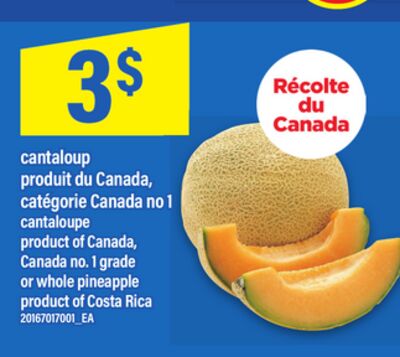 3$
Récolte
du
Canada
cantaloup
produit du Canada,
catégorie Canada no 1
cantaloupe
product of Canada,
Canada no. 1 grade
or whole pineapple
product of Costa Rica
20167017001_EA